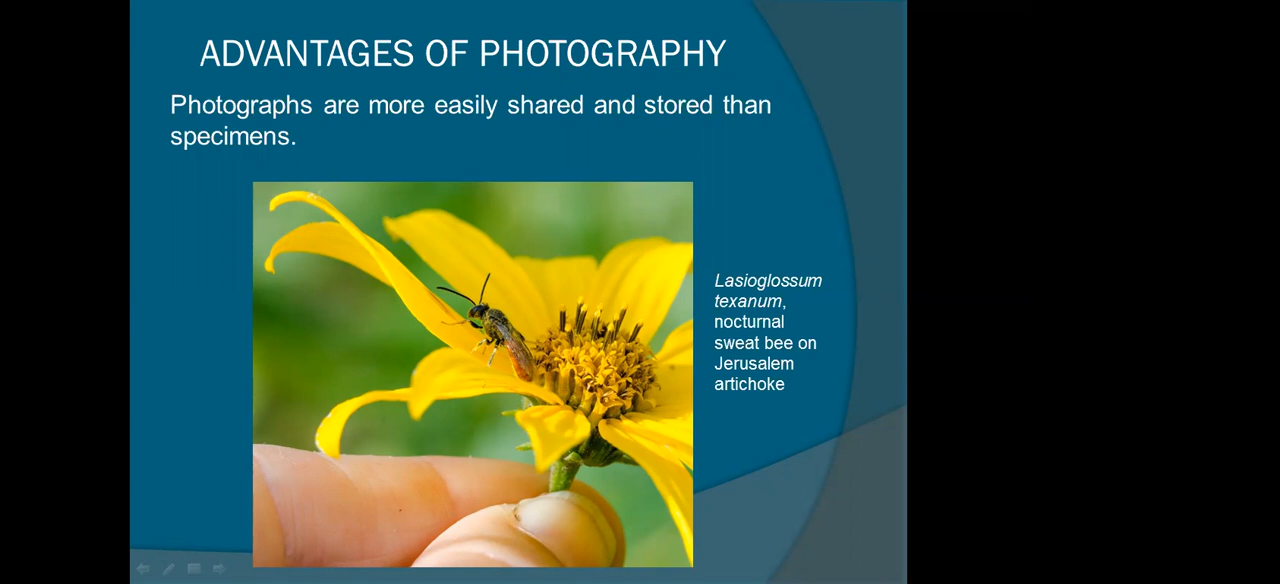 ADVANTAGES OF PHOTOGRAPHY
Photographs are more easily shared and stored than
specimens.
Lasioglossum
texanum,
nocturnal
sweat bee on
Jerusalem
artichoke